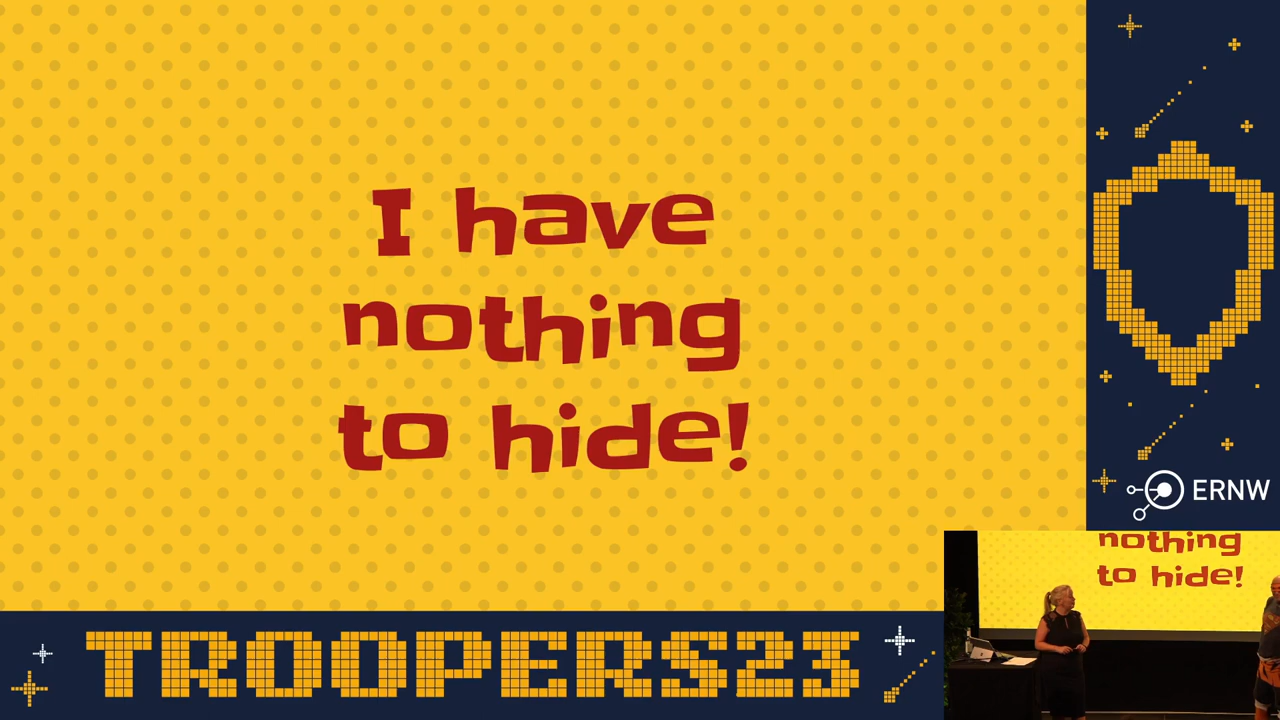 I have
nothing
to hide!
ERNW
nothing
to hide!
TROOPERS23